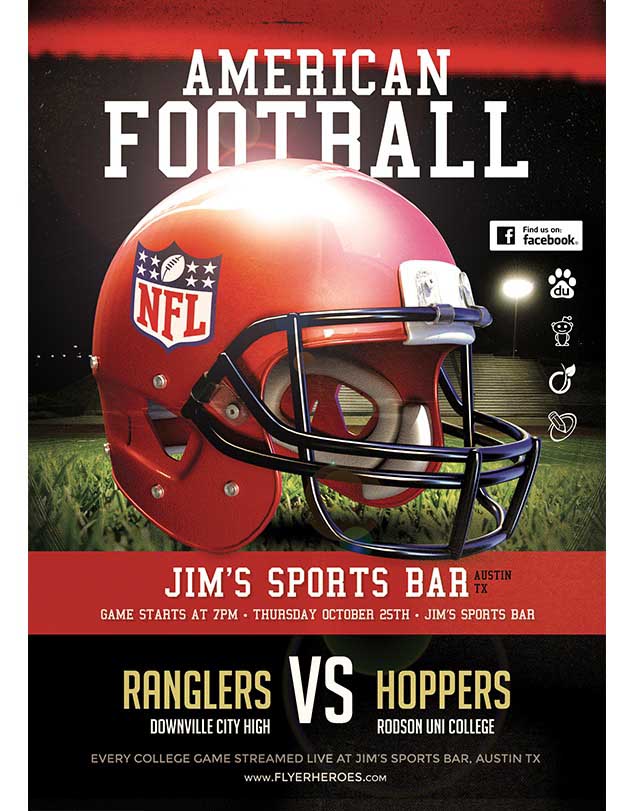 AMERICAN
FOOTBALL
Find us on:
facebook®
du
NFL
JIM'S SPORTS BAR AUSTIN TX
GAME STARTS AT 7PM • THURSDAY OCTOBER 25TH • JIM'S SPORTS BAR
RANGLERS VS HOPPERS
DOWNVILLE CITY HIGH RODSON UNI COLLEGE
EVERY COLLEGE GAME STREAMED LIVE AT JIM'S SPORTS BAR, AUSTIN TX
WWW.FLYERHEROES.COM